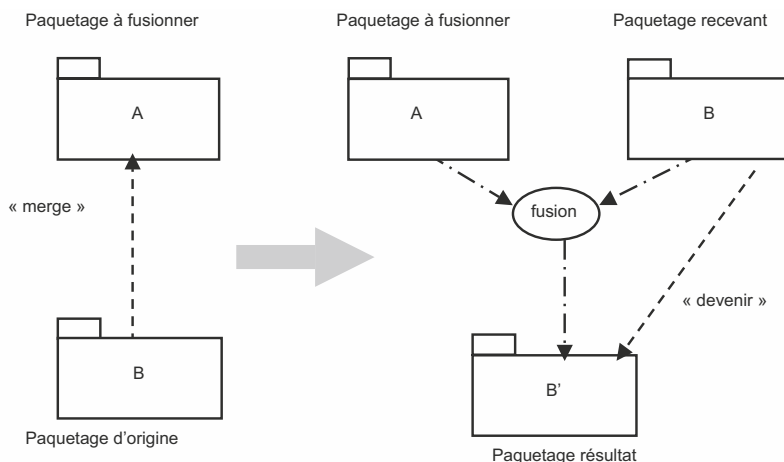 Paquetage à fusionner
Paquetage à fusionner
Paquetage recevant
A
A
B
« merge »
fusion
« devenir »
B
B’
Paquetage d’origine
Paquetage résultat